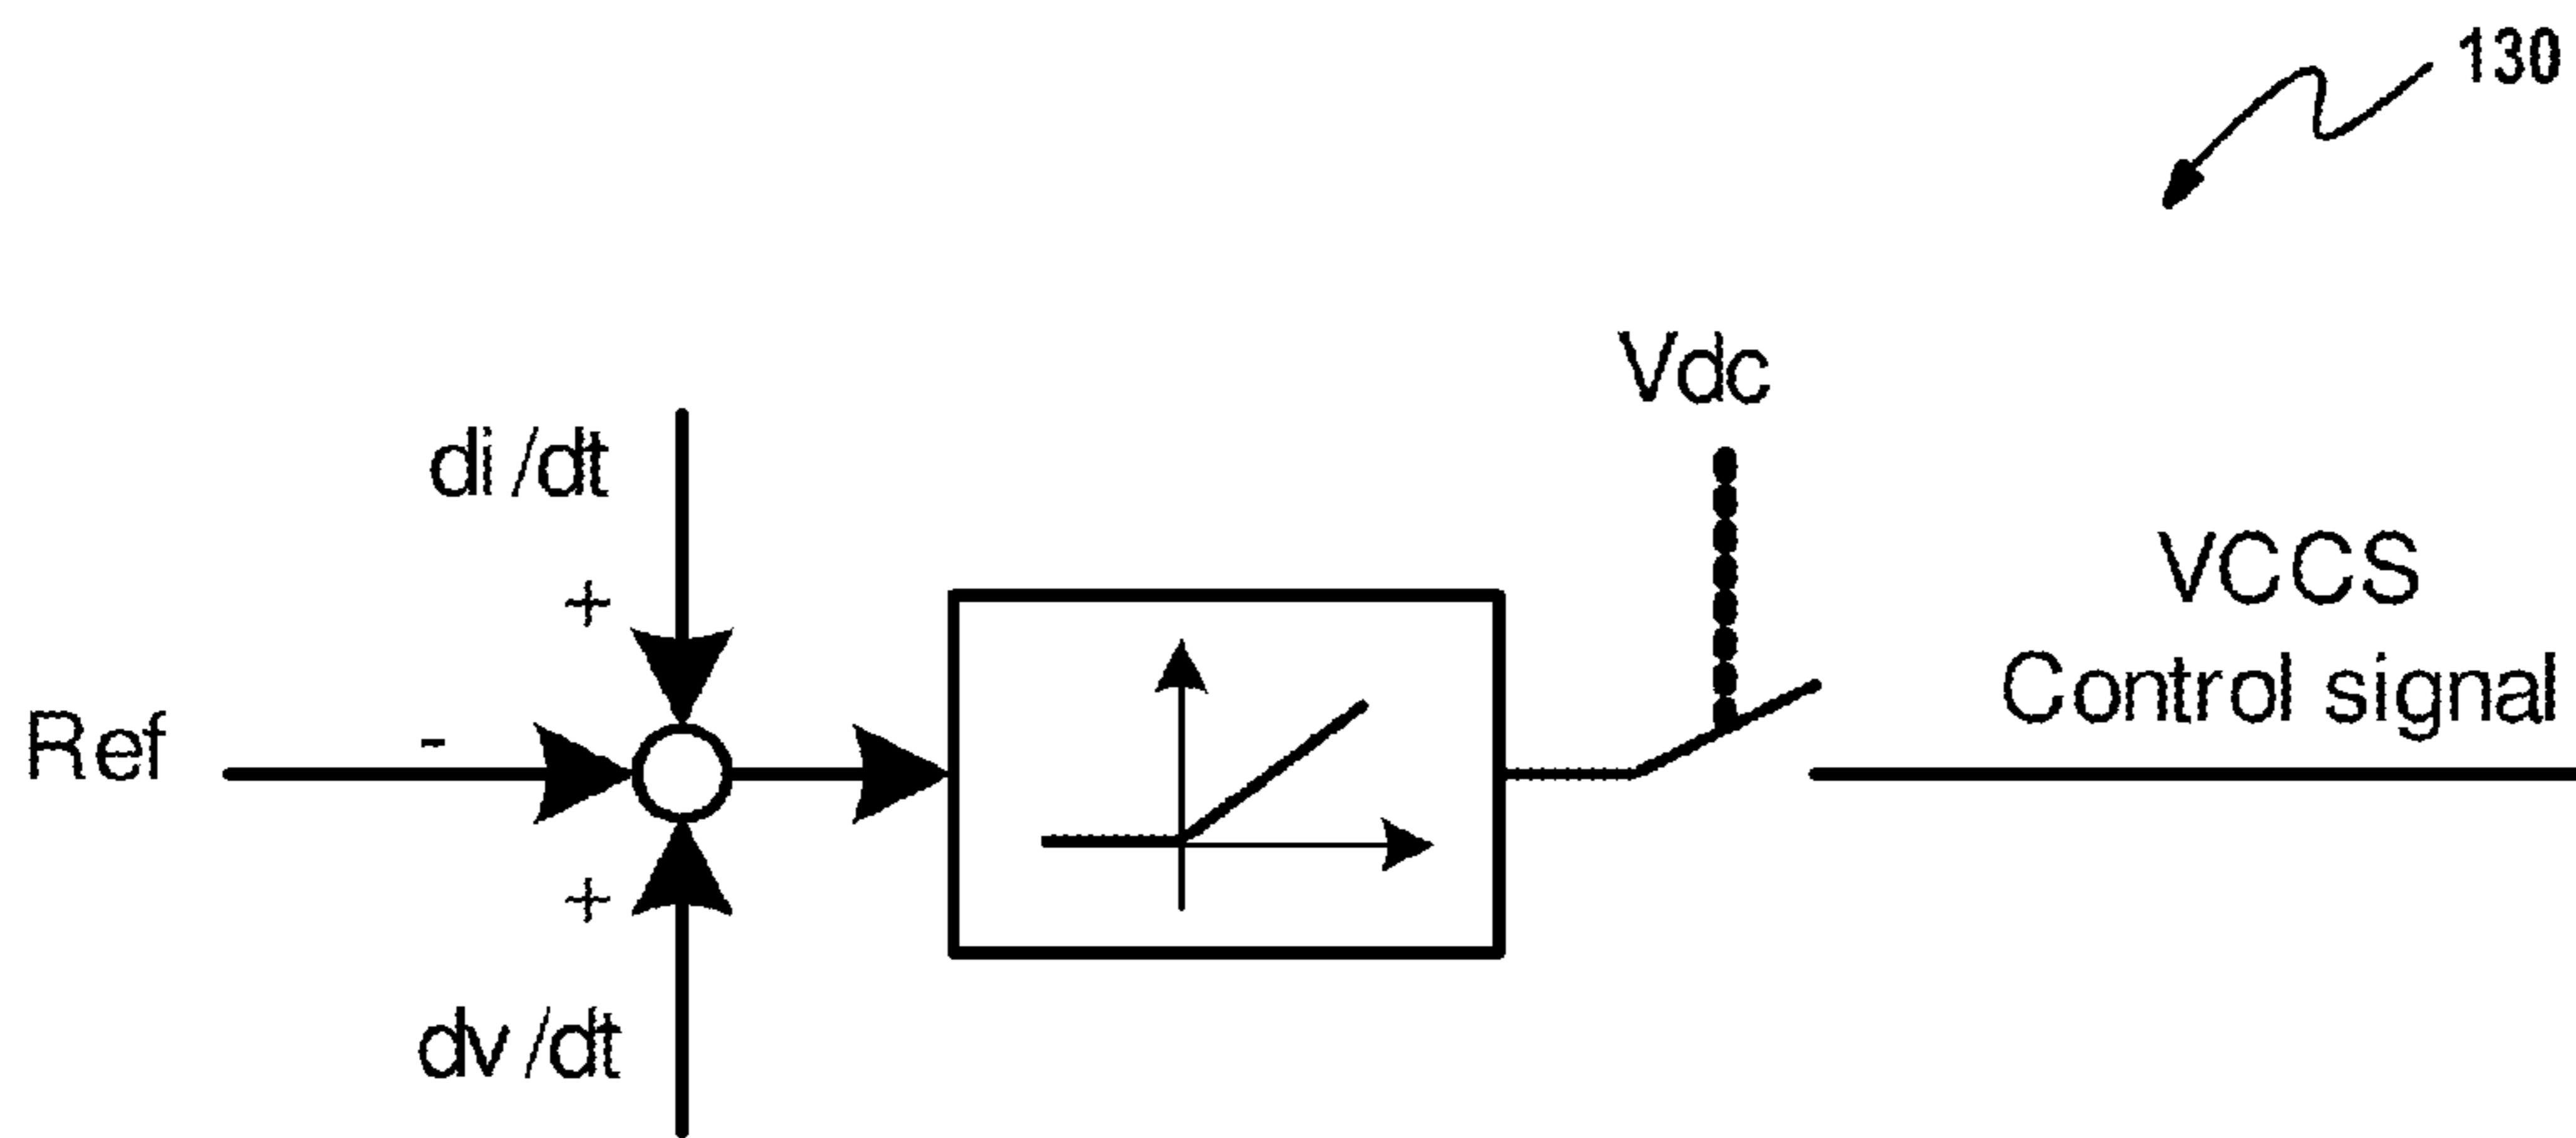 130
Vdc
di/dt
+
VCCS
Control signal
Ref
-
+
dv/dt